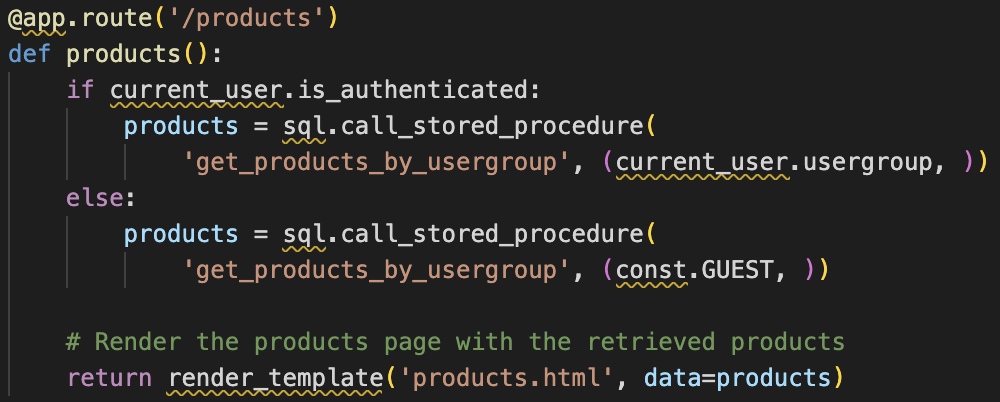 @app.route('/products')
def products():
    if current_user.is_authenticated:
        products = sql.call_stored_procedure(
            'get_products_by_usergroup', (current_user.usergroup, ))
    else:
        products = sql.call_stored_procedure(
            'get_products_by_usergroup', (const.GUEST, ))

    # Render the products page with the retrieved products
    return render_template('products.html', data=products)